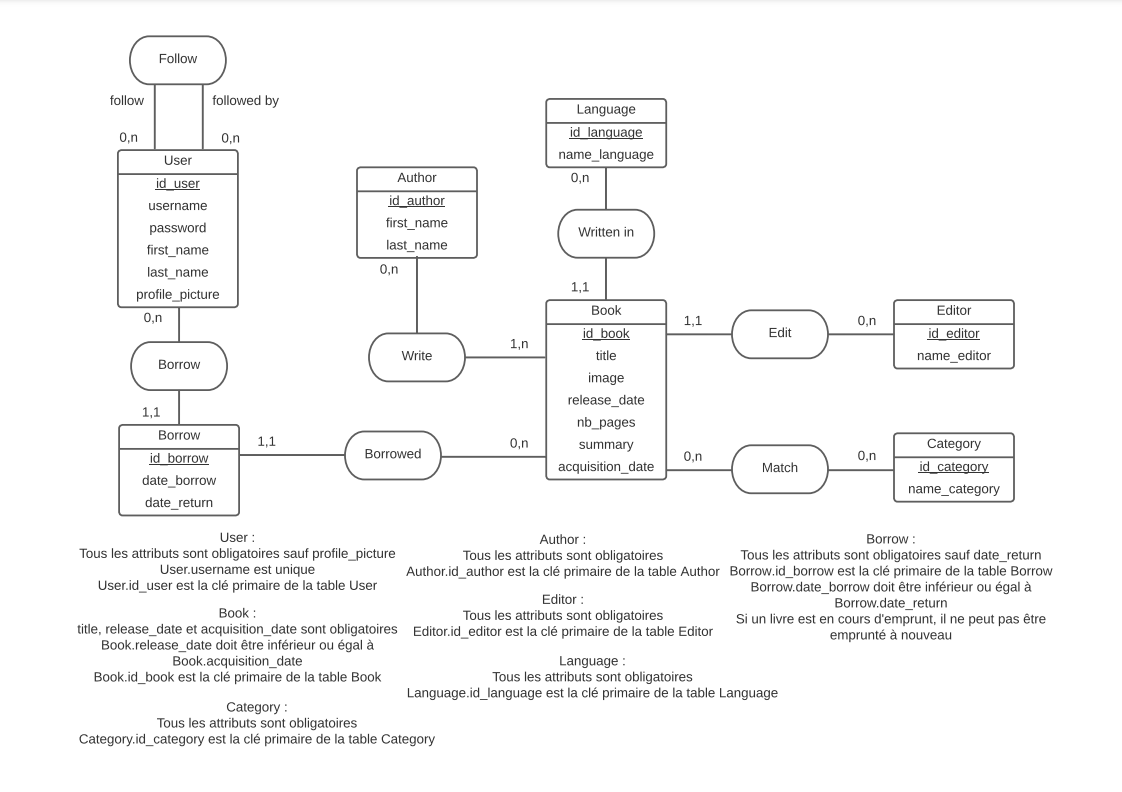 Follow
follow
followed by
0,n
0,n
User
id_user
username
password
first_name
last_name
profile_picture
0,n
Borrow
1,1
Borrow
id_borrow
date_borrow
date_return
1,1
Borrowed
0,n
Author
id_author
first_name
last_name
0,n
Write
1,n
Language
id_language
name_language
0,n
Written in
1,1
Book
id_book
title
image
release_date
nb_pages
summary
acquisition_date
1,1
Edit
0,n
Editor
id_editor
name_editor
0,n
Match
0,n
Category
id_category
name_category
User :
Tous les attributs sont obligatoires sauf profile_picture
User.username est unique
User.id_user est la clé primaire de la table User
Book :
title, release_date et acquisition_date sont obligatoires
Book.release_date doit être inférieur ou égal à
Book.acquisition_date
Book.id_book est la clé primaire de la table Book
Category :
Tous les attributs sont obligatoires
Category.id_category est la clé primaire de la table Category
Author :
Tous les attributs sont obligatoires
Author.id_author est la clé primaire de la table Author
Editor :
Tous les attributs sont obligatoires
Editor.id_editor est la clé primaire de la table Editor
Language :
Tous les attributs sont obligatoires
Language.id_language est la clé primaire de la table Language
Borrow :
Tous les attributs sont obligatoires sauf date_return
Borrow.id_borrow est la clé primaire de la table Borrow
Borrow.date_borrow doit être inférieur ou égal à
Borrow.date_return
Si un livre est en cours d'emprunt, il ne peut pas être
emprunté à nouveau